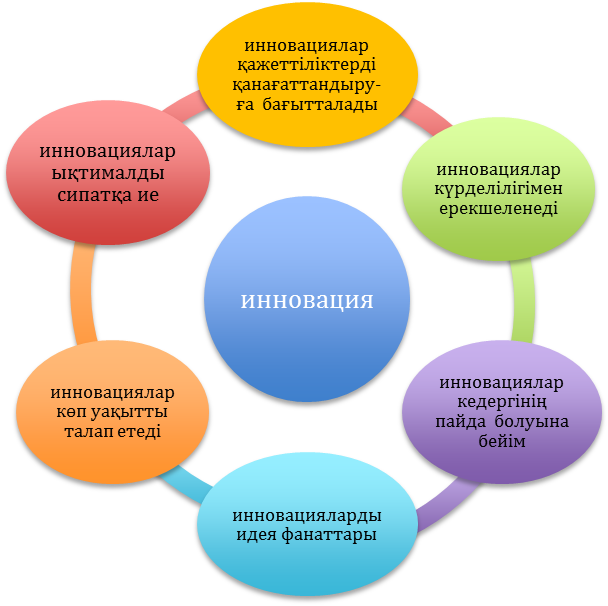 инновациялар
қажеттіліктерді
қанағаттандыру-
ға бағытталады
инновациялар
күрделілігімен
ерекшеленеді
инновациялар
кедергінің
пайда болуына
бейім
инновацияларды
идея фанаттары
инновациялар
көп уақытты
талап етеді
инновациялар
ықтималды
сипатқа ие
инновация